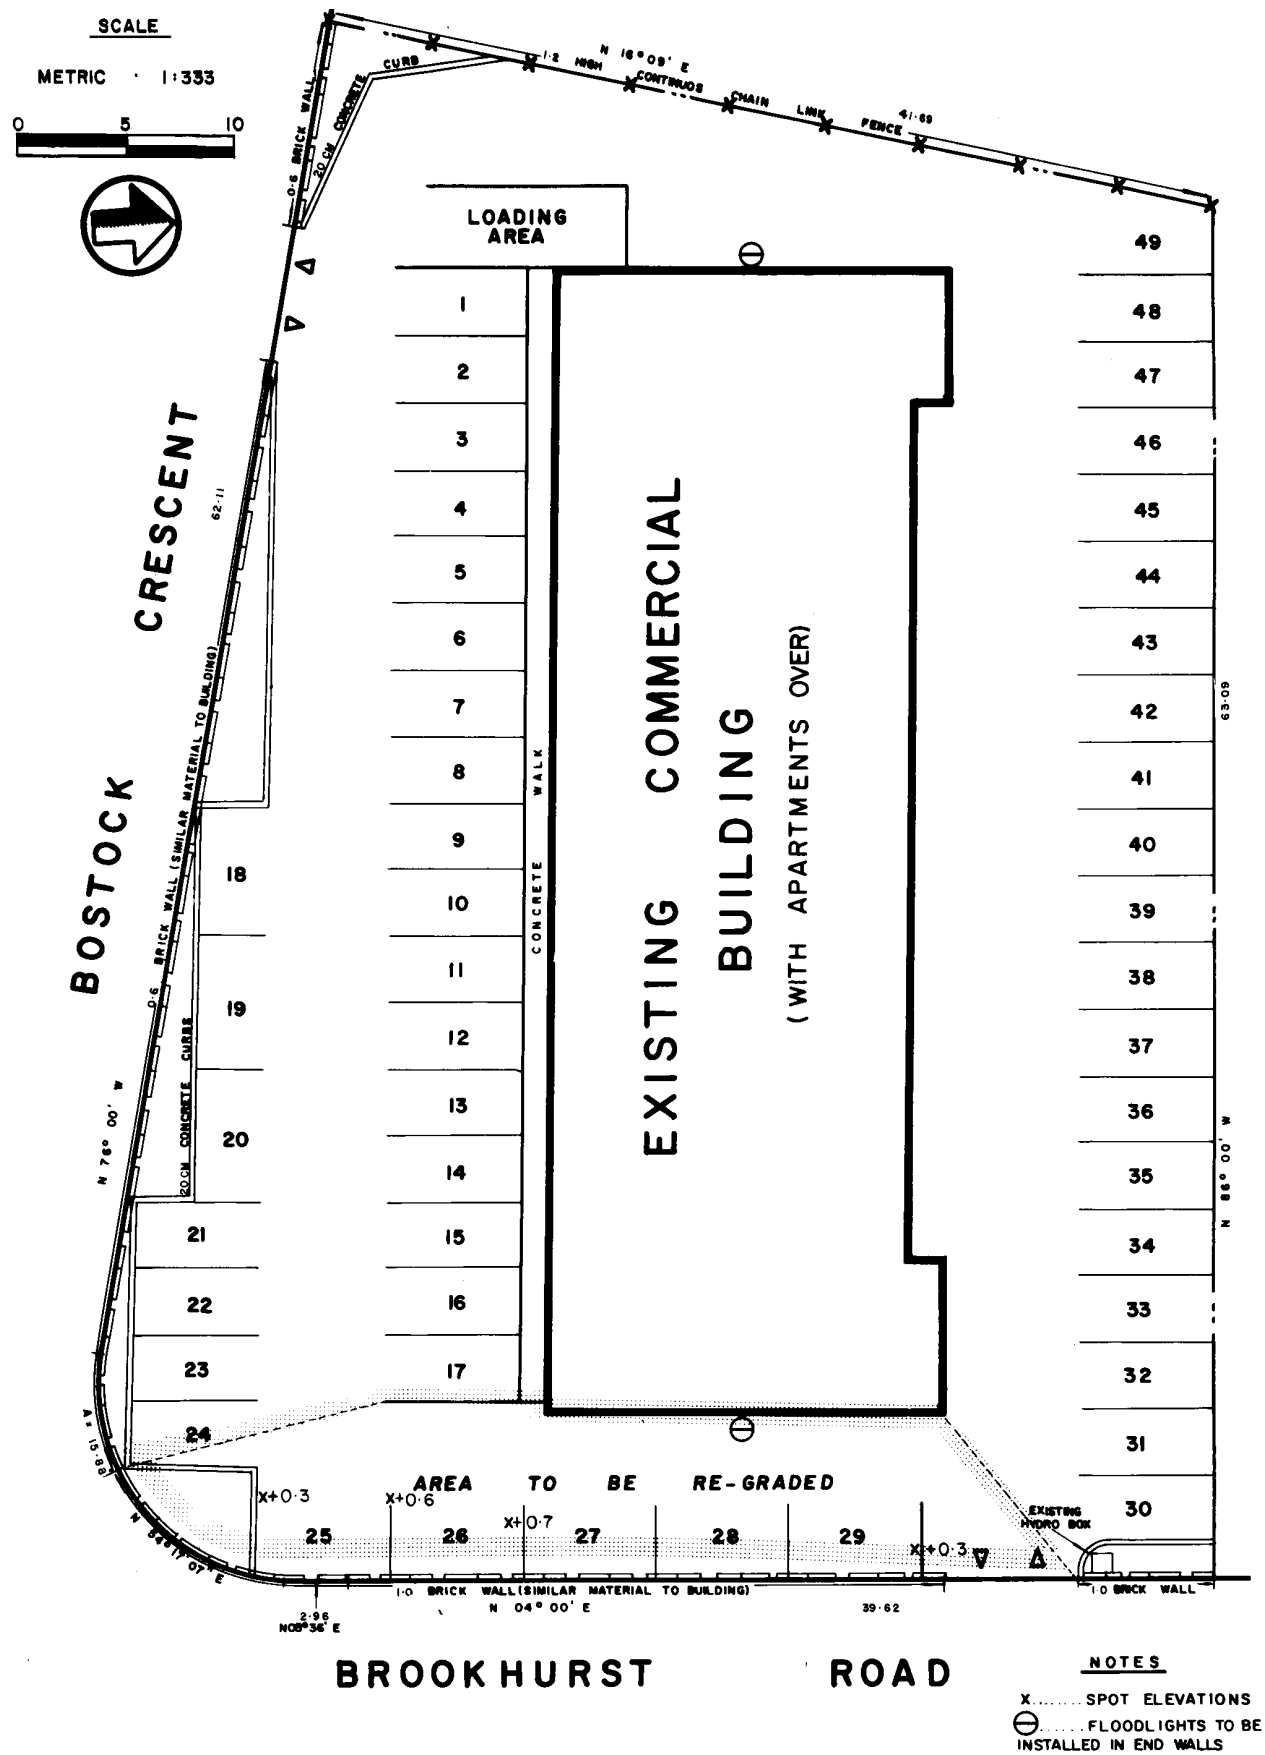 SCALE
METRIC 1:333
0 5 10
N 16°09' E
1·2 HIGH CONTINUOS CHAIN LINK FENCE
41·69
CURB
20 CM CONCRETE
0·6 BRICK WALL
LOADING
AREA
49
48
47
46
45
44
43
42
41
40
39
38
37
36
35
34
33
32
31
30
1
2
3
4
5
6
7
8
9
10
11
12
13
14
15
16
17
CONCRETE WALK
EXISTING COMMERCIAL
BUILDING
(WITH APARTMENTS OVER)
BOSTOCK CRESCENT
62·11
0·6 BRICK WALL (SIMILAR MATERIAL TO BUILDING)
N 76° 00' W
20 CM CONCRETE CURBS
18
19
20
21
22
23
24
63·09
N 86° 00' W
A= 15·88
N 54°17'07" E
AREA TO BE RE-GRADED
X+0·3
X+0·6
X+0·7
X+0·3
25
26
27
28
29
EXISTING
HYDRO BOX
1·0 BRICK WALL (SIMILAR MATERIAL TO BUILDING)
1·0 BRICK WALL
N 04° 00' E
39·62
2·96
BROOKHURST ROAD
NOTES
X........SPOT ELEVATIONS
......FLOODLIGHTS TO BE
INSTALLED IN END WALLS